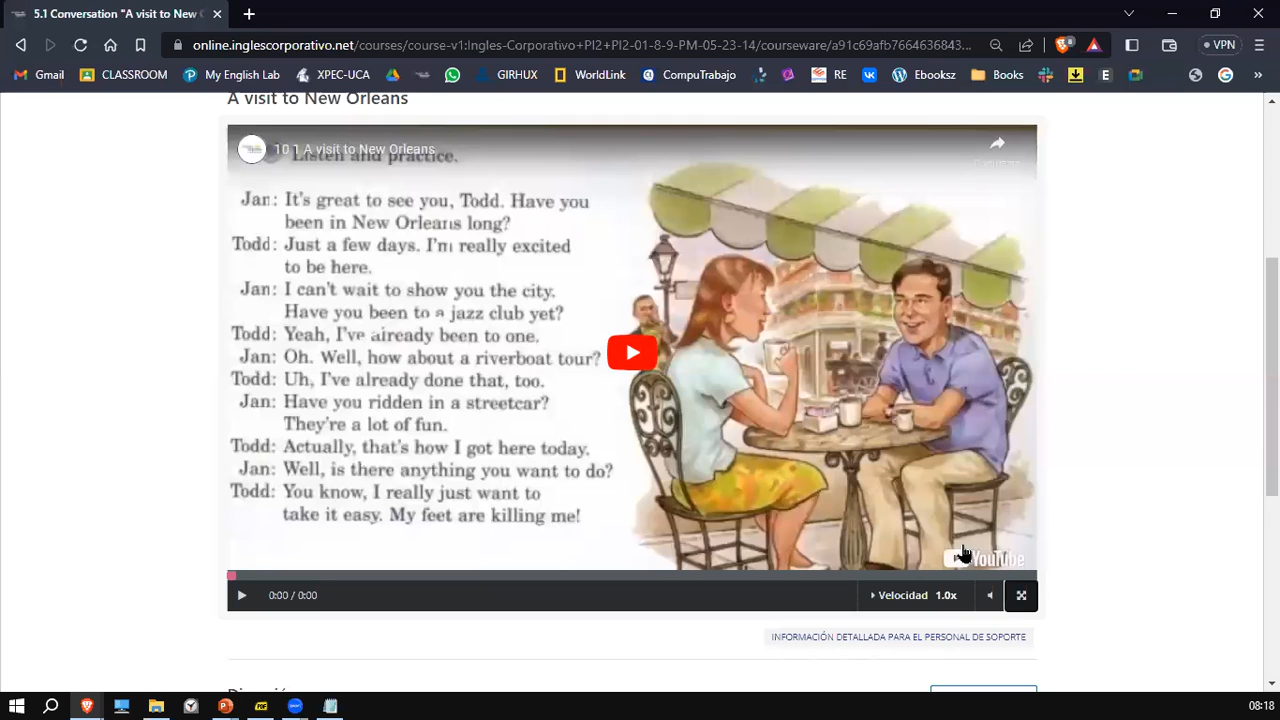 5.1 Conversation "A visit to New
online.inglescorporativo.net/courses/course-v1:Ingles-Corporativo+PI2+PI2-01-8-9-PM-05-23-14/courseware/a91c69afb7664636843...
VPN
Gmail CLASSROOM My English Lab XPEC-UCA GIRHUX WorldLink CompuTrabajo RE Ebooksz Books
A visit to New Orleans
10 1 A visit to New Orleans
Listen and practice.
Jan: It's great to see you, Todd. Have you
been in New Orleans long?
Todd: Just a few days. I'm really excited
to be here.
Jan: I can't wait to show you the city.
Have you been to a jazz club yet?
Todd: Yeah, I've already been to one.
Jan: Oh. Well, how about a riverboat tour?
Todd: Uh, I've already done that, too.
Jan: Have you ridden in a streetcar?
They're a lot of fun.
Todd: Actually, that's how I got here today.
Jan: Well, is there anything you want to do?
Todd: You know, I really just want to
take it easy. My feet are killing me!
YouTube
0:00 / 0:00 Velocidad 1.0x
INFORMACIÓN DETALLADA PARA EL PERSONAL DE SOPORTE
08:18